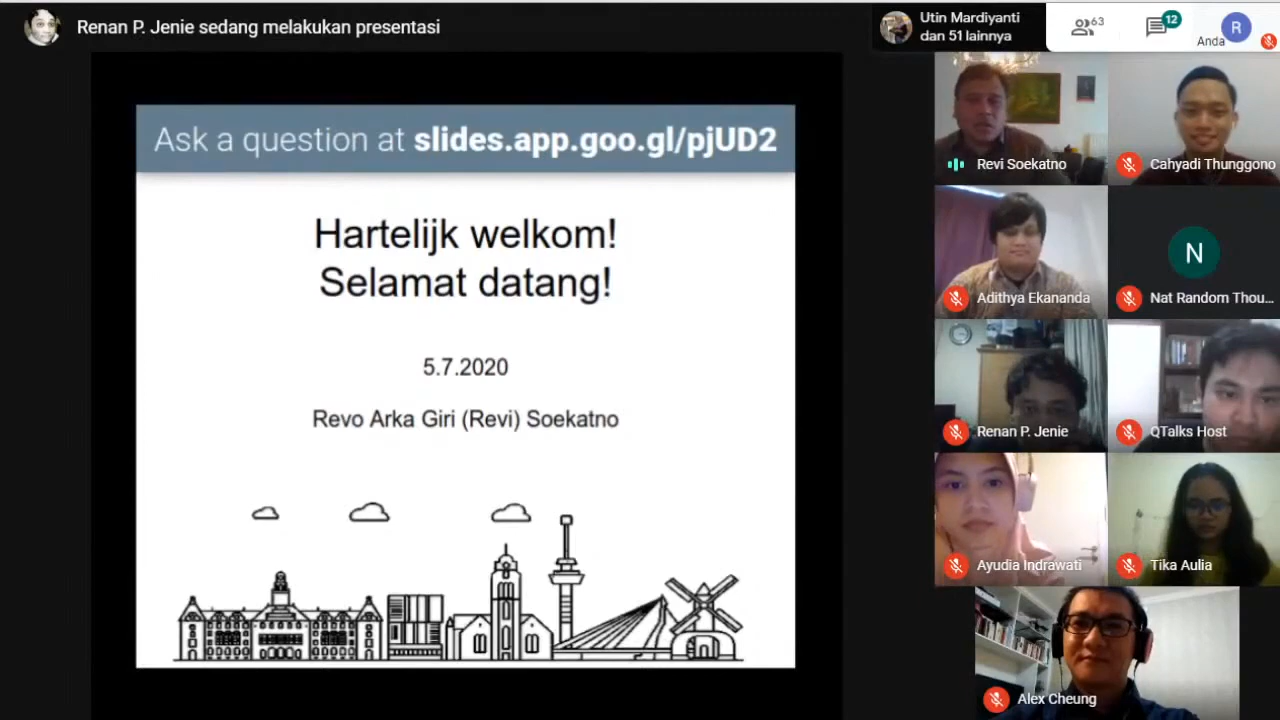 Renan P. Jenie sedang melakukan presentasi
Utin Mardiyanti
dan 51 lainnya
63
12
Anda
R
Ask a question at slides.app.goo.gl/pjUD2
Hartelijk welkom!
Selamat datang!
5.7.2020
Revo Arka Giri (Revi) Soekatno
Revi Soekatno
Cahyadi Thunggono
Adithya Ekananda
N
Nat Random Thou...
Renan P. Jenie
QTalks Host
Ayudia Indrawati
Tika Aulia
Alex Cheung